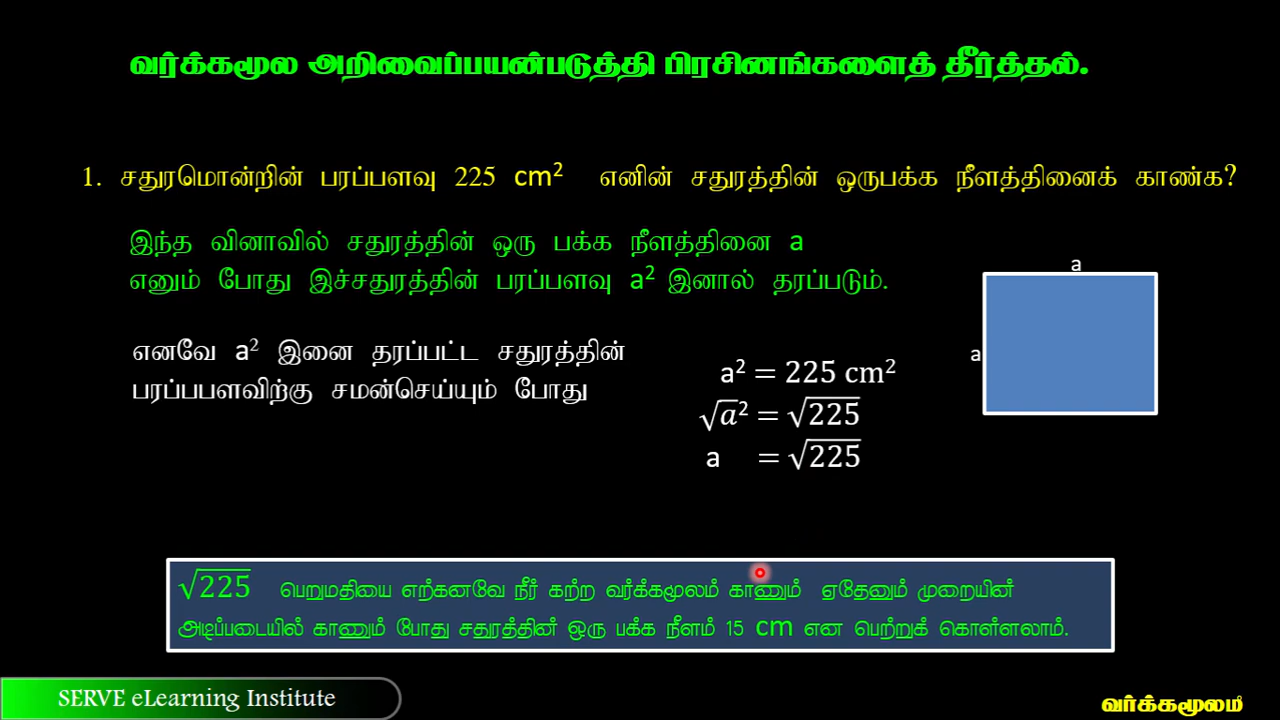 வர்க்கமூல அறிவைப்பயன்படுத்தி பிரசினங்களைத் தீர்த்தல்.
1. சதுரமொன்றின் பரப்பளவு 225 cm² எனின் சதுரத்தின் ஒருபக்க நீளத்தினைக் காண்க?
இந்த வினாவில் சதுரத்தின் ஒரு பக்க நீளத்தினை a
எனும் போது இச்சதுரத்தின் பரப்பளவு a² இனால் தரப்படும்.
a
a
எனவே a² இனை தரப்பட்ட சதுரத்தின்
பரப்பபளவிற்கு சமன்செய்யும் போது
a² = 225 cm²
√a² = √225
a = √225
√225 பெறுமதியை எற்கனவே நீர் கற்ற வர்க்கமூலம் காணும் ஏதேனும் முறையின்
அடிப்படையில் காணும் போது சதுரத்தின் ஒரு பக்க நீளம் 15 cm என பெற்றுக் கொள்ளலாம்.
SERVE eLearning Institute
வர்க்கமூலம்